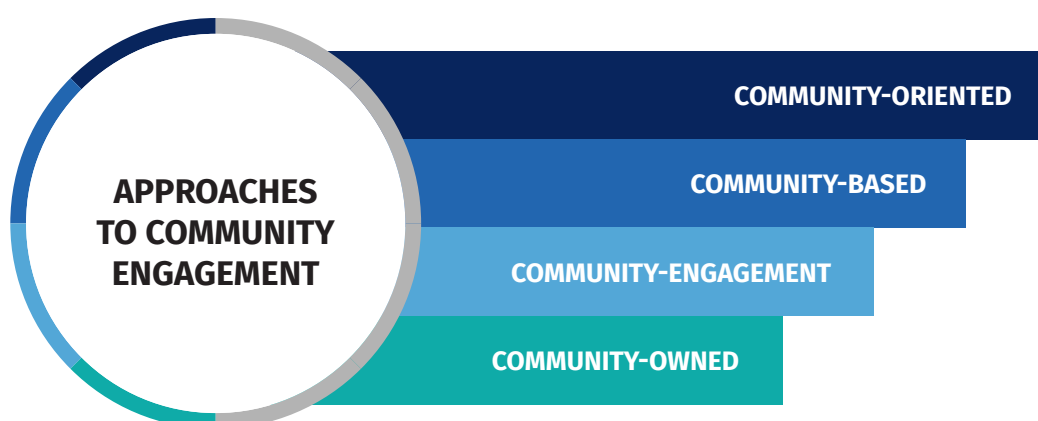 APPROACHES
TO COMMUNITY
ENGAGEMENT
COMMUNITY-ORIENTED
COMMUNITY-BASED
COMMUNITY-ENGAGEMENT
COMMUNITY-OWNED